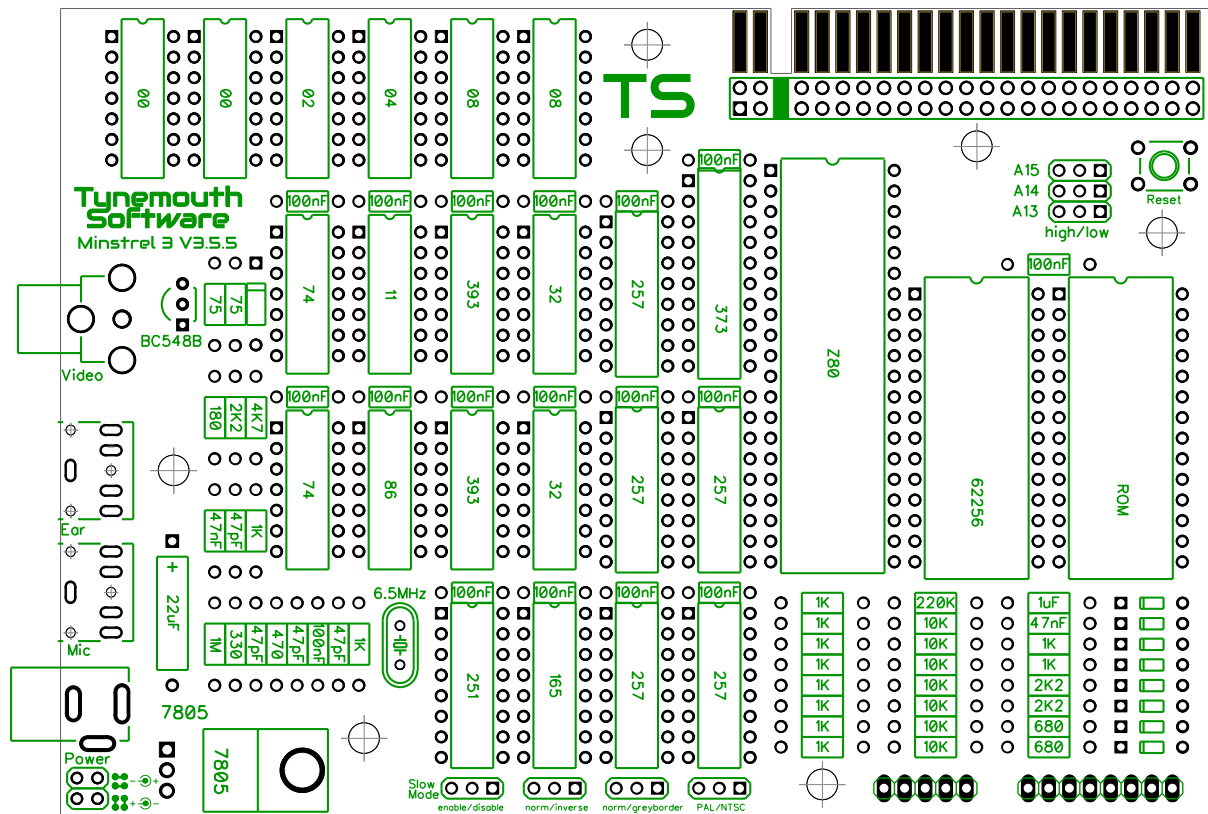 00 00 02 04 08 08
TS
100nF
A15
A14
A13
high/low
Reset
Tynemouth
Software
Minstrel 3 V3.5.5
100nF 100nF 100nF 100nF 100nF
100nF
75 75
BC548B
Video
74 11 393 32 257 373
Z80
62256
ROM
180 2K2 4K7
100nF 100nF 100nF 100nF 100nF 100nF
74 86 393 32 257 257
Ear
47nF 47pF 1K
+
22uF
Mic
6.5MHz
1M 330 47pF 470 47pF 100nF 47pF 1K
100nF 100nF 100nF 100nF
251 165 257 257
1K 220K 1uF
1K 10K 47nF
1K 10K 1K
1K 10K 1K
1K 10K 2K2
1K 10K 2K2
1K 10K 680
1K 10K 680
7805
7805
Power
- +
+ -
Slow
Mode
enable/disable norm/inverse norm/greyborder PAL/NTSC